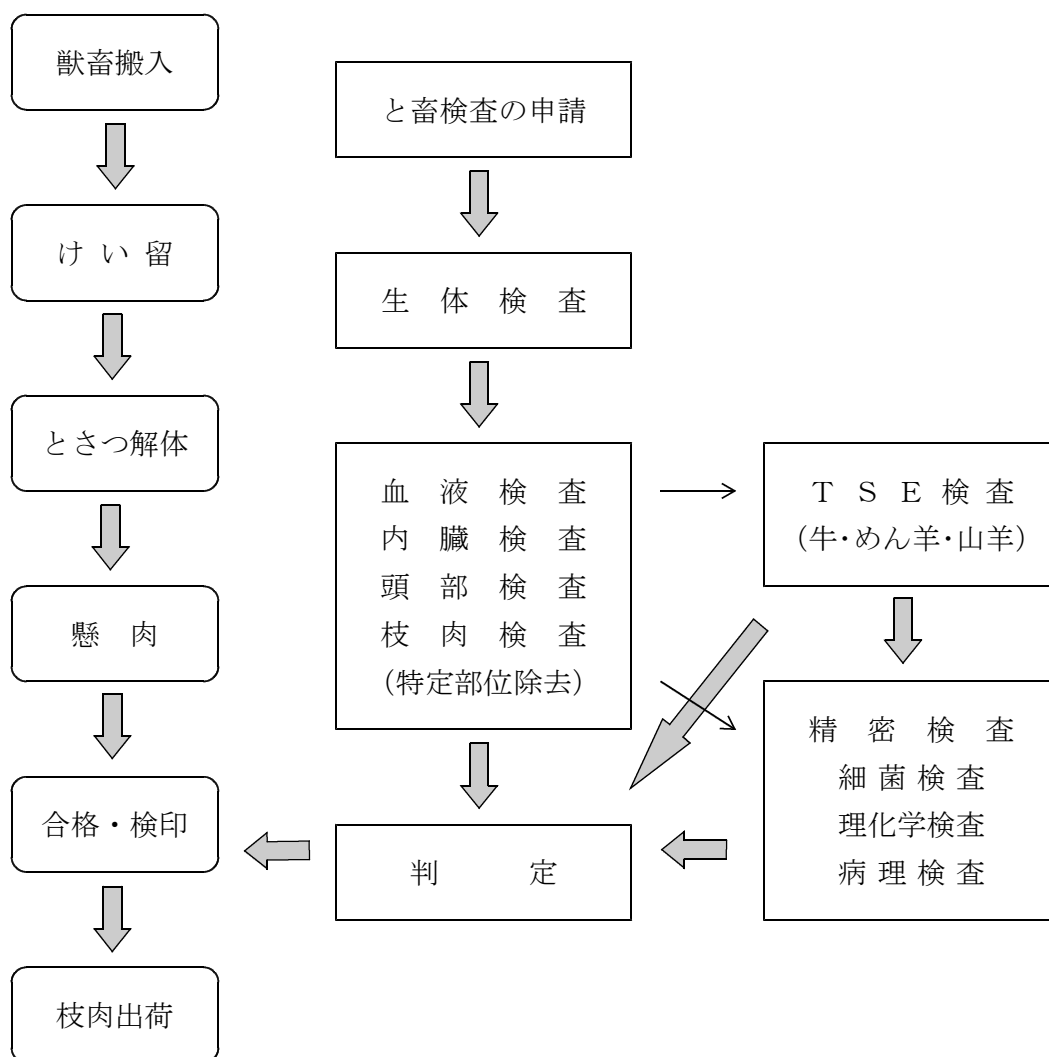 獣畜搬入
け い 留
とさつ解体
懸 肉
合格・検印
枝肉出荷
と畜検査の申請
生 体 検 査
血 液 検 査
内 臓 検 査
頭 部 検 査
枝 肉 検 査
(特定部位除去)
判 定
T S E 検 査
(牛・めん羊・山羊)
精 密 検 査
細 菌 検 査
理化学検査
病 理 検 査